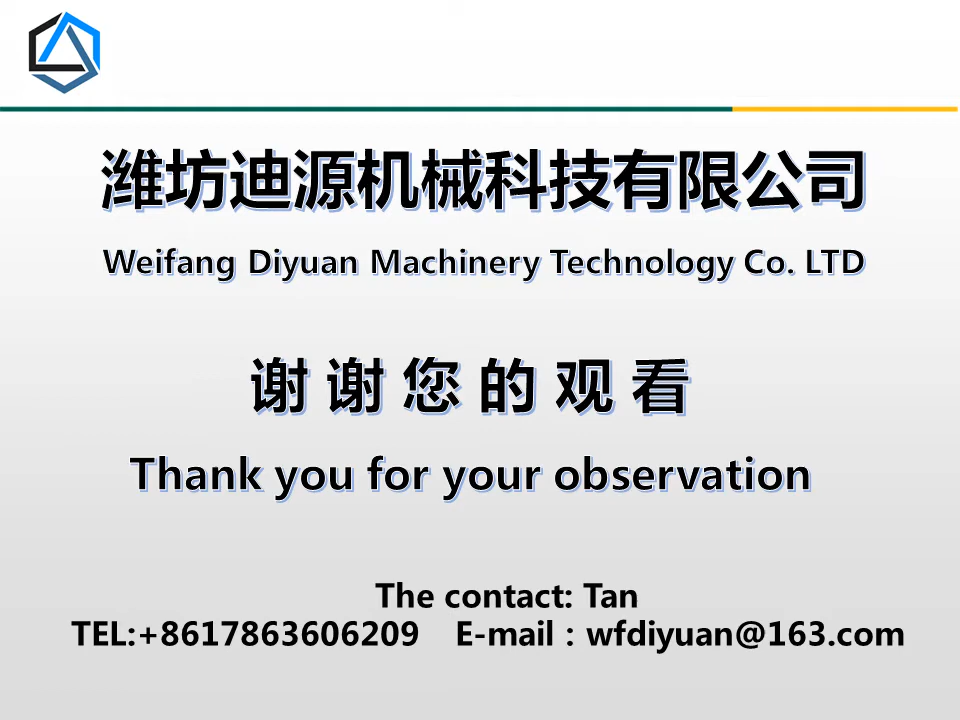 潍坊迪源机械科技有限公司
Weifang Diyuan Machinery Technology Co. LTD
谢谢您的观看
Thank you for your observation
The contact: Tan
TEL:+8617863606209 E-mail : wfdiyuan@163.com